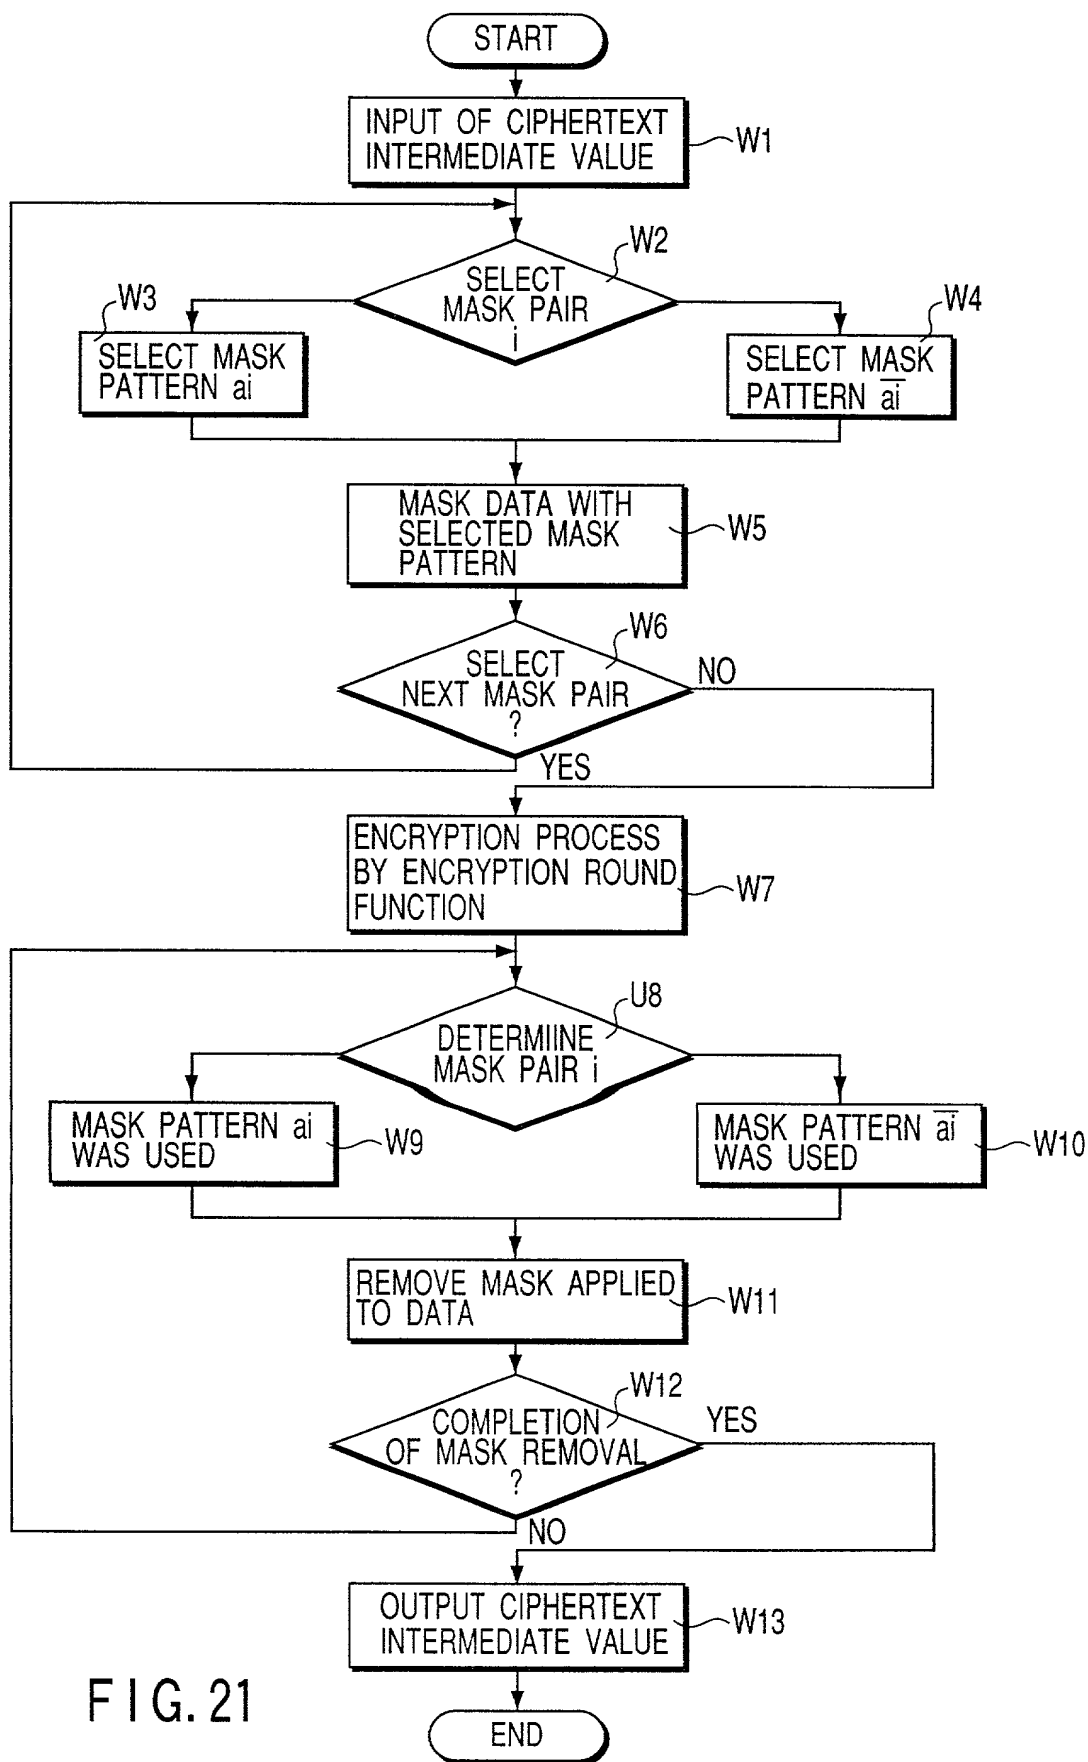 START
INPUT OF CIPHERTEXT
INTERMEDIATE VALUE
W1
W2
SELECT
MASK PAIR
i
W3
SELECT MASK
PATTERN ai
W4
SELECT MASK
PATTERN a̅i̅
MASK DATA WITH
SELECTED MASK
PATTERN
W5
W6
SELECT
NEXT MASK PAIR
?
NO
YES
ENCRYPTION PROCESS
BY ENCRYPTION ROUND
FUNCTION
W7
U8
DETERMIINE
MASK PAIR i
MASK PATTERN ai
WAS USED
W9
MASK PATTERN a̅i̅
WAS USED
W10
REMOVE MASK APPLIED
TO DATA
W11
W12
COMPLETION
OF MASK REMOVAL
?
YES
NO
OUTPUT CIPHERTEXT
INTERMEDIATE VALUE
W13
END
FIG. 21